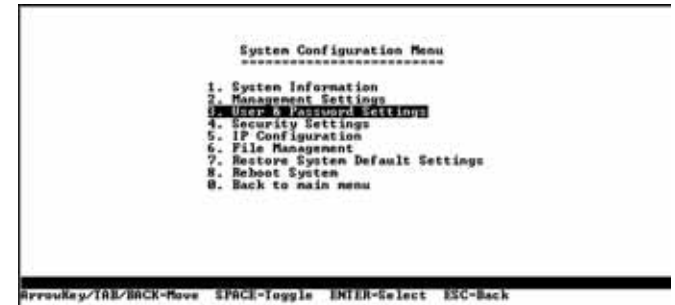 System Configuration Menu
=========================
1. System Information
2. Management Settings
3. User & Password Settings
4. Security Settings
5. IP Configuration
6. File Management
7. Restore System Default Settings
8. Reboot System
0. Back to main menu
ArrowKey/TAB/BACK-Move SPACE-Toggle ENTER-Select ESC-Back